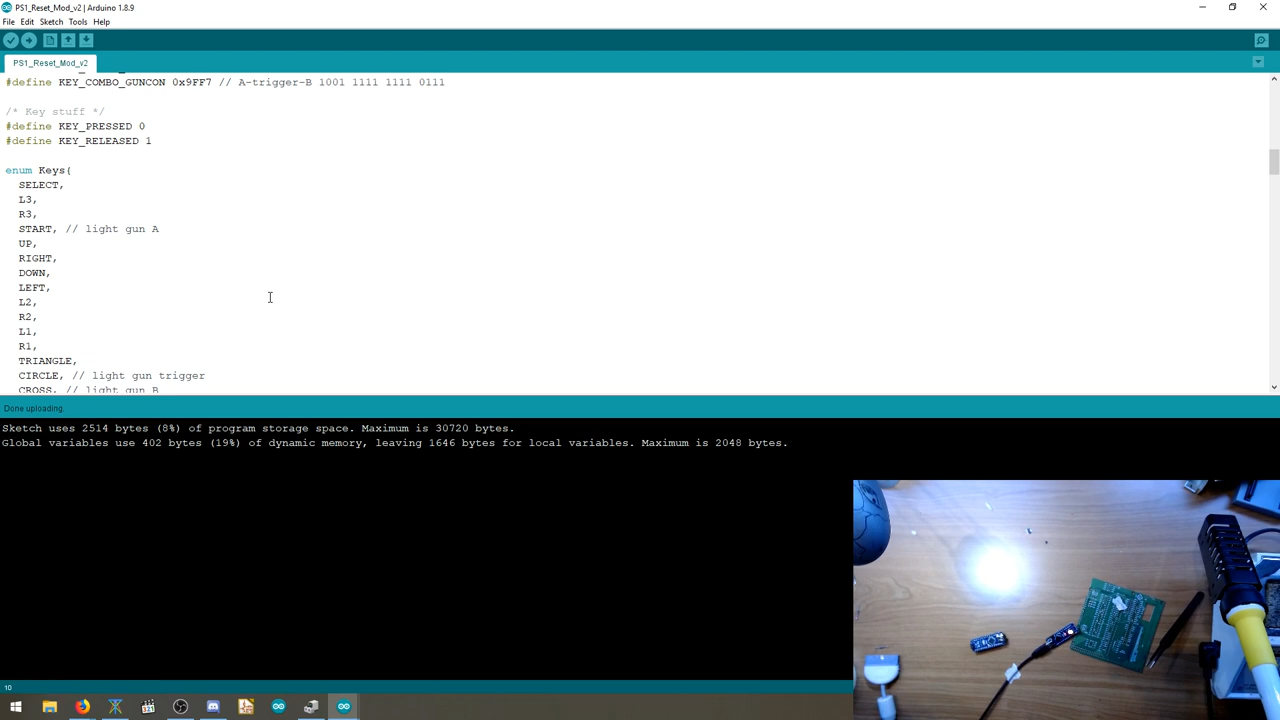 PS1_Reset_Mod_v2 | Arduino 1.8.9
File Edit Sketch Tools Help
PS1_Reset_Mod_v2
#define KEY_COMBO_GUNCON 0x9FF7 // A-trigger-B 1001 1111 1111 0111
/* Key stuff */
#define KEY_PRESSED 0
#define KEY_RELEASED 1
enum Keys{
SELECT,
L3,
R3,
START, // light gun A
UP,
RIGHT,
DOWN,
LEFT,
L2,
R2,
L1,
R1,
TRIANGLE,
CIRCLE, // light gun trigger
CROSS, // light gun B
Done uploading.
Sketch uses 2514 bytes (8%) of program storage space. Maximum is 30720 bytes.
Global variables use 402 bytes (19%) of dynamic memory, leaving 1646 bytes for local variables. Maximum is 2048 bytes.
10